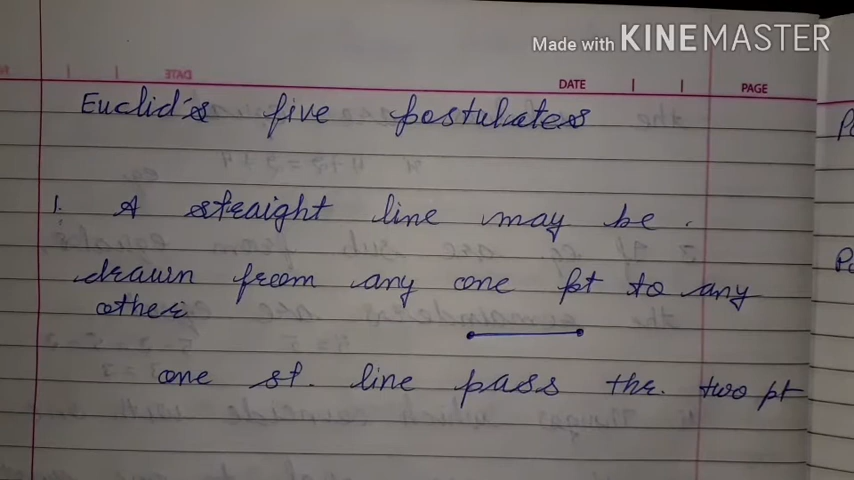 Made with KINEMASTER
DATE PAGE
Euclid's five postulates
1. A straight line may be
drawn from any one pt to any
other
one st. line pass thr. two pt